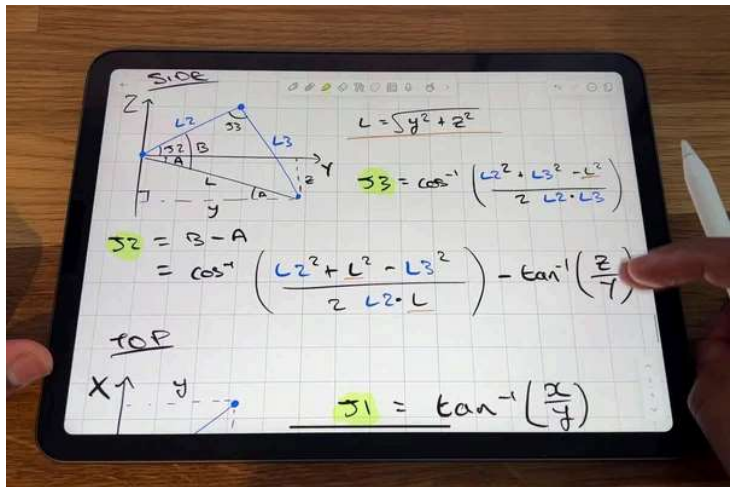 SIDE
Z
L2
J3
L = √y² + z²
J2
B
L3
A
Y
L
z
A
y
J3 = cos⁻¹ (L2² + L3² - L² / 2 L2·L3)
J2 = B - A
= cos⁻¹ (L2² + L² - L3² / 2 L2·L) - tan⁻¹ (z/y)
TOP
X
y
J1 = tan⁻¹ (x/y)